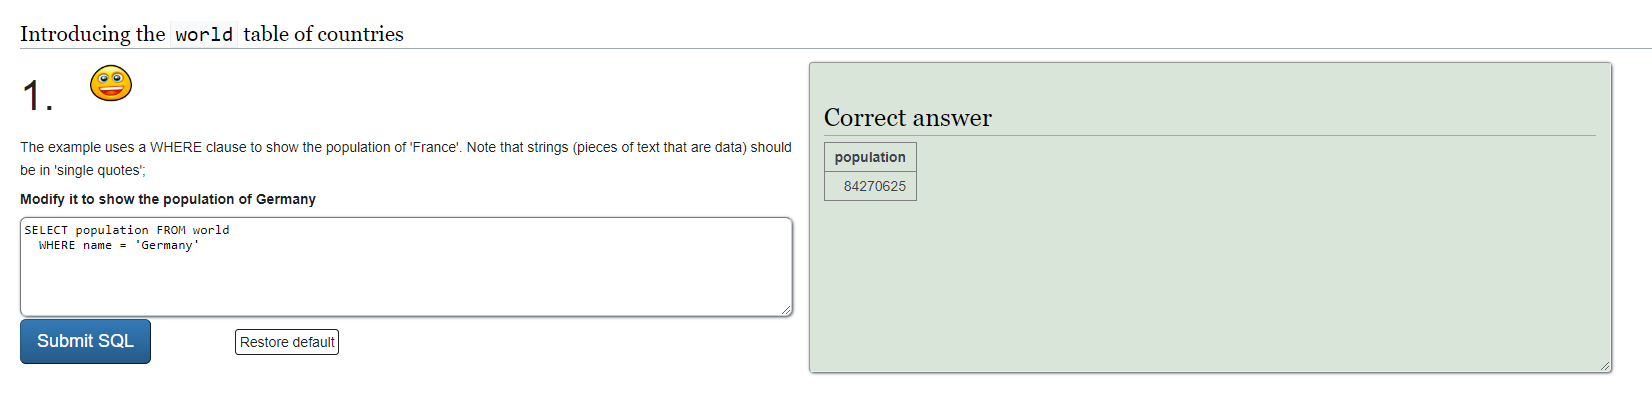 Introducing the world table of countries
1.
The example uses a WHERE clause to show the population of 'France'. Note that strings (pieces of text that are data) should
be in 'single quotes';
Modify it to show the population of Germany
SELECT population FROM world
  WHERE name = 'Germany'
Submit SQL
Restore default
Correct answer
population
84270625